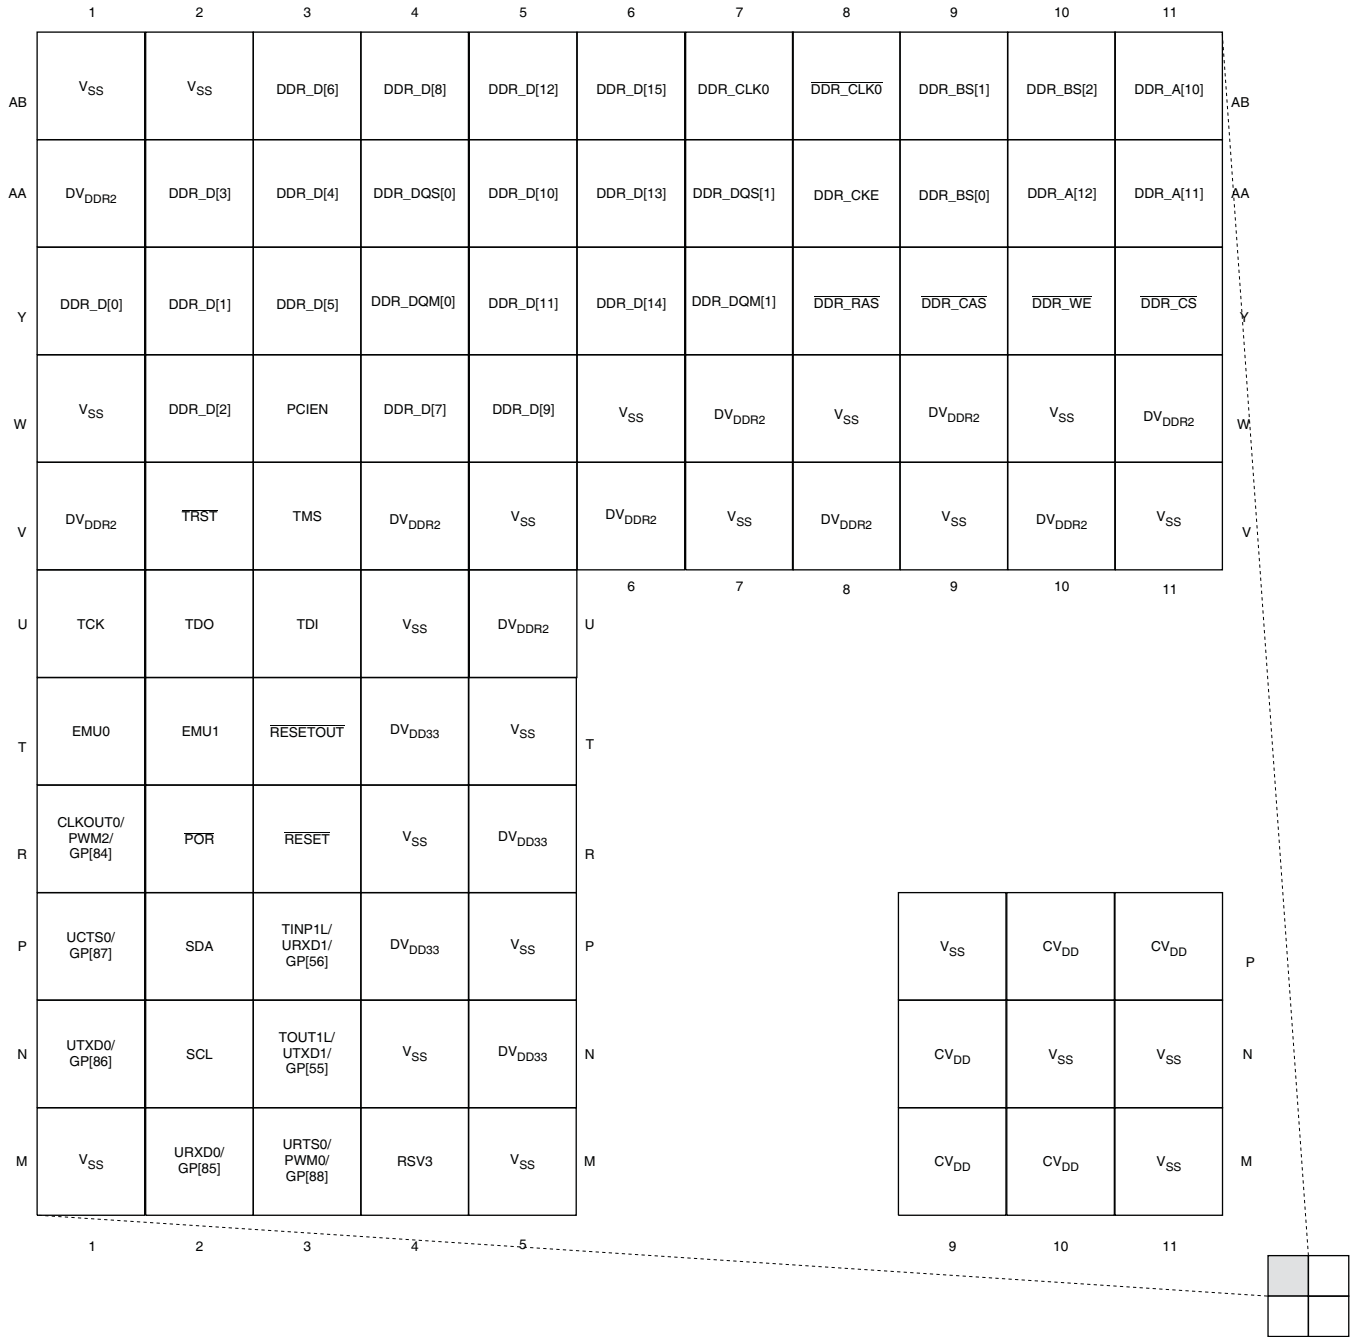 1 2 3 4 5 6 7 8 9 10 11
AB VSS VSS DDR_D[6] DDR_D[8] DDR_D[12] DDR_D[15] DDR_CLK0 DDR_CLK0 DDR_BS[1] DDR_BS[2] DDR_A[10] AB
AA DVDDR2 DDR_D[3] DDR_D[4] DDR_DQS[0] DDR_D[10] DDR_D[13] DDR_DQS[1] DDR_CKE DDR_BS[0] DDR_A[12] DDR_A[11] AA
Y DDR_D[0] DDR_D[1] DDR_D[5] DDR_DQM[0] DDR_D[11] DDR_D[14] DDR_DQM[1] DDR_RAS DDR_CAS DDR_WE DDR_CS Y
W VSS DDR_D[2] PCIEN DDR_D[7] DDR_D[9] VSS DVDDR2 VSS DVDDR2 VSS DVDDR2 W
V DVDDR2 TRST TMS DVDDR2 VSS DVDDR2 VSS DVDDR2 VSS DVDDR2 VSS V
6 7 8 9 10 11
U TCK TDO TDI VSS DVDDR2 U
T EMU0 EMU1 RESETOUT DVDD33 VSS T
R CLKOUT0/
PWM2/
GP[84] POR RESET VSS DVDD33 R
P UCTS0/
GP[87] SDA TINP1L/
URXD1/
GP[56] DVDD33 VSS P VSS CVDD CVDD P
N UTXD0/
GP[86] SCL TOUT1L/
UTXD1/
GP[55] VSS DVDD33 N CVDD VSS VSS N
M VSS URXD0/
GP[85] URTS0/
PWM0/
GP[88] RSV3 VSS M CVDD CVDD VSS M
1 2 3 4 5 9 10 11